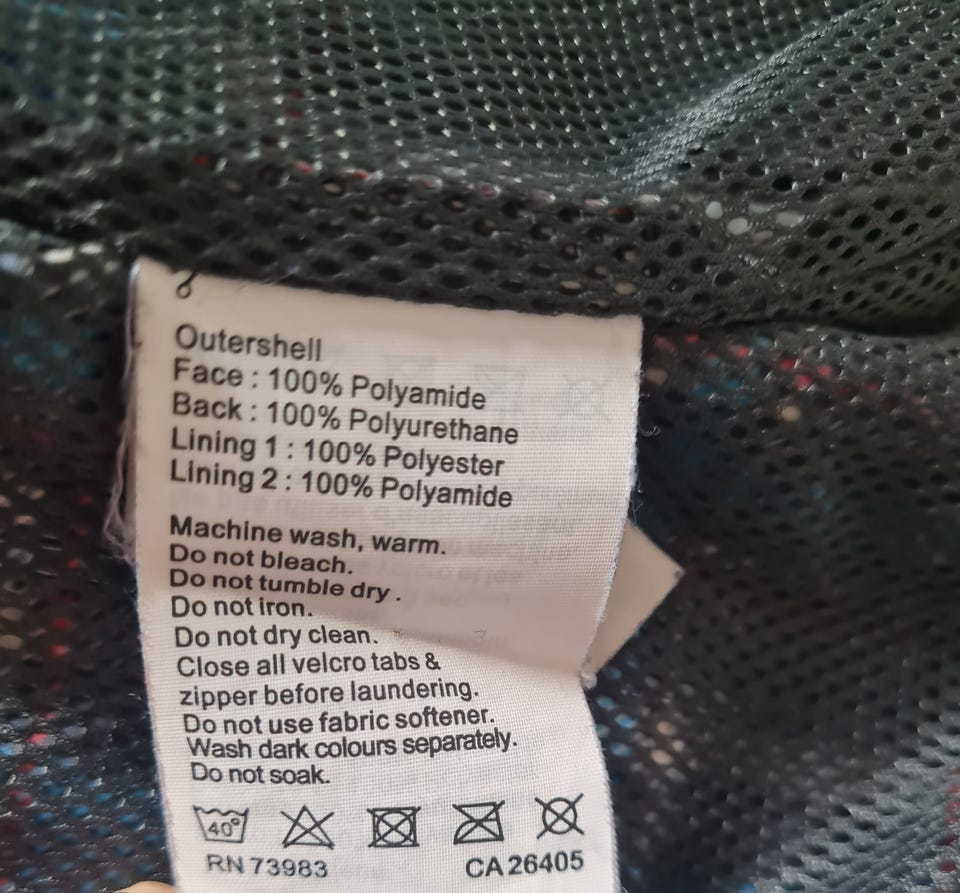 Outershell
Face : 100% Polyamide
Back : 100% Polyurethane
Lining 1 : 100% Polyester
Lining 2 : 100% Polyamide
Machine wash, warm.
Do not bleach.
Do not tumble dry .
Do not iron.
Do not dry clean.
Close all velcro tabs &
zipper before laundering.
Do not use fabric softener.
Wash dark colours separately.
Do not soak.
40°
RN 73983 CA 26405